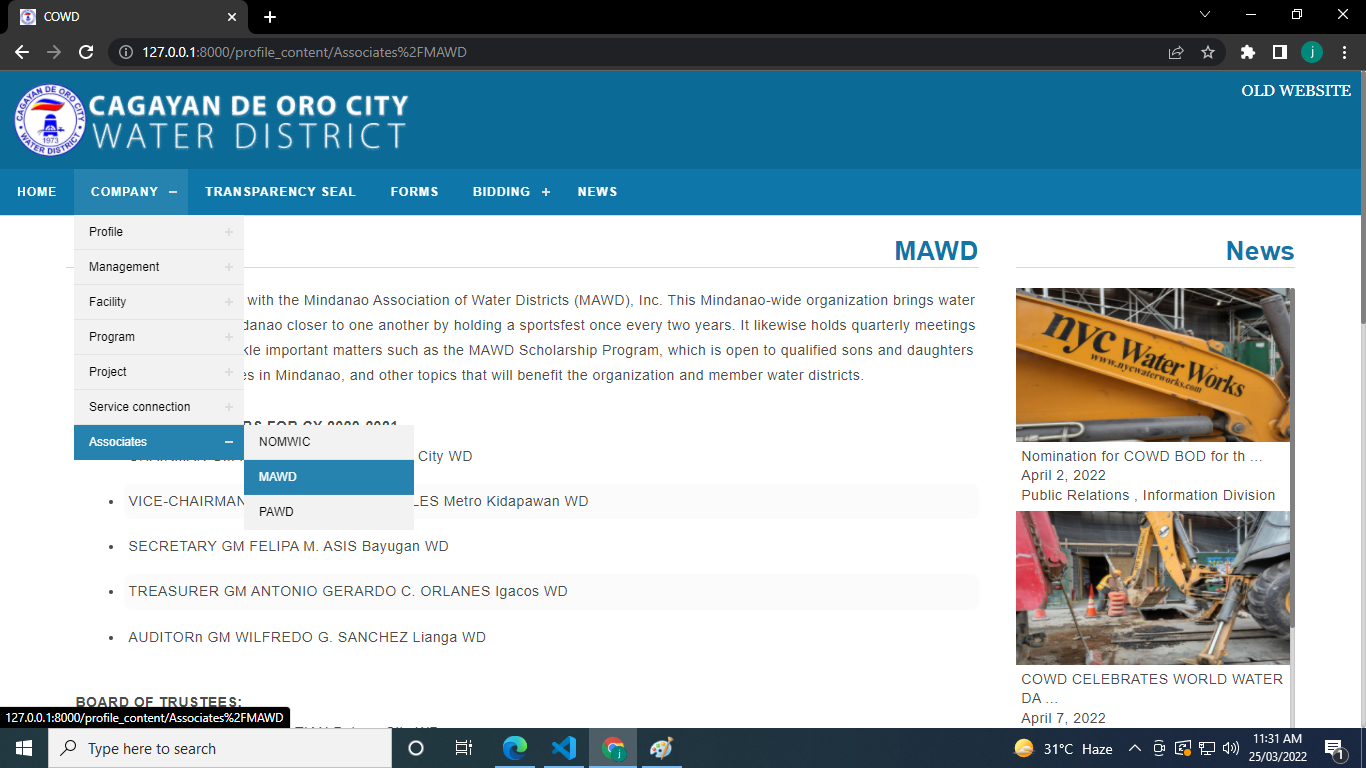 COWD
127.0.0.1:8000/profile_content/Associates%2FMAWD
j
OLD WEBSITE
CAGAYAN DE ORO CITY
WATER DISTRICT
CAGAYAN DE ORO CITY
1973
WATER DISTRICT
HOME COMPANY − TRANSPARENCY SEAL FORMS BIDDING + NEWS
Profile +
Management +
Facility +
Program +
Project +
Service connection +
Associates −
NOMWIC
MAWD
PAWD
MAWD
with the Mindanao Association of Water Districts (MAWD), Inc. This Mindanao-wide organization brings water
danao closer to one another by holding a sportsfest once every two years. It likewise holds quarterly meetings
kle important matters such as the MAWD Scholarship Program, which is open to qualified sons and daughters
es in Mindanao, and other topics that will benefit the organization and member water districts.
City WD
• VICE-CHAIRMAN LES Metro Kidapawan WD
• SECRETARY GM FELIPA M. ASIS Bayugan WD
• TREASURER GM ANTONIO GERARDO C. ORLANES Igacos WD
• AUDITORn GM WILFREDO G. SANCHEZ Lianga WD
BOARD OF TRUSTEES:
News
nyc Water Works
www.nycwaterworks.com
Nomination for COWD BOD for th ...
April 2, 2022
Public Relations , Information Division
COWD CELEBRATES WORLD WATER
DA ...
April 7, 2022
127.0.0.1:8000/profile_content/Associates%2FMAWD
Type here to search
j
31°C Haze
11:31 AM
25/03/2022
1